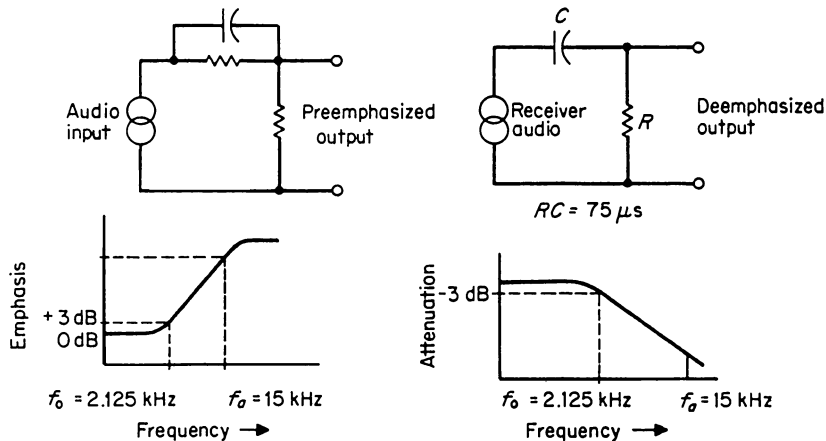 Audio
input
Preemphasized
output
C
Receiver
audio
R
Deemphasized
output
RC = 75 μs
Emphasis
+3 dB
0 dB
f₀ = 2.125 kHz
fₐ = 15 kHz
Frequency →
Attenuation
-3 dB
f₀ = 2.125 kHz
fₐ = 15 kHz
Frequency →